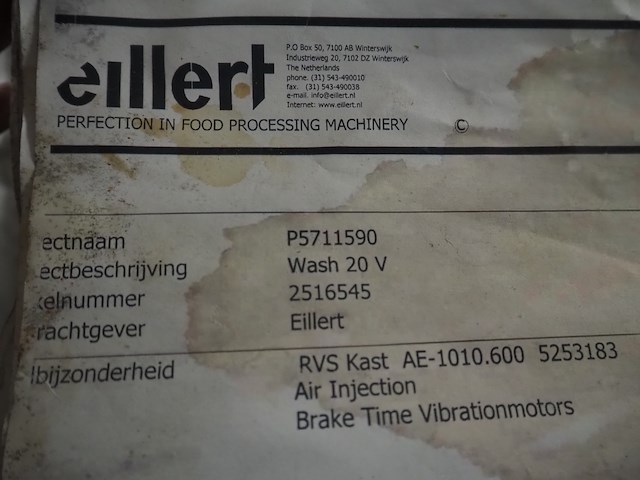 eillert
P.O Box 50, 7100 AB Winterswijk
Industrieweg 20, 7102 DZ Winterswijk
The Netherlands
phone. (31) 543-490010
fax. (31) 543-490038
e-mail. info@eillert.nl
Internet: www.eillert.nl
PERFECTION IN FOOD PROCESSING MACHINERY ©
ectnaam P5711590
ectbeschrijving Wash 20 V
kelnummer 2516545
rachtgever Eillert
lbijzonderheid RVS Kast AE-1010.600 5253183
Air Injection
Brake Time Vibrationmotors